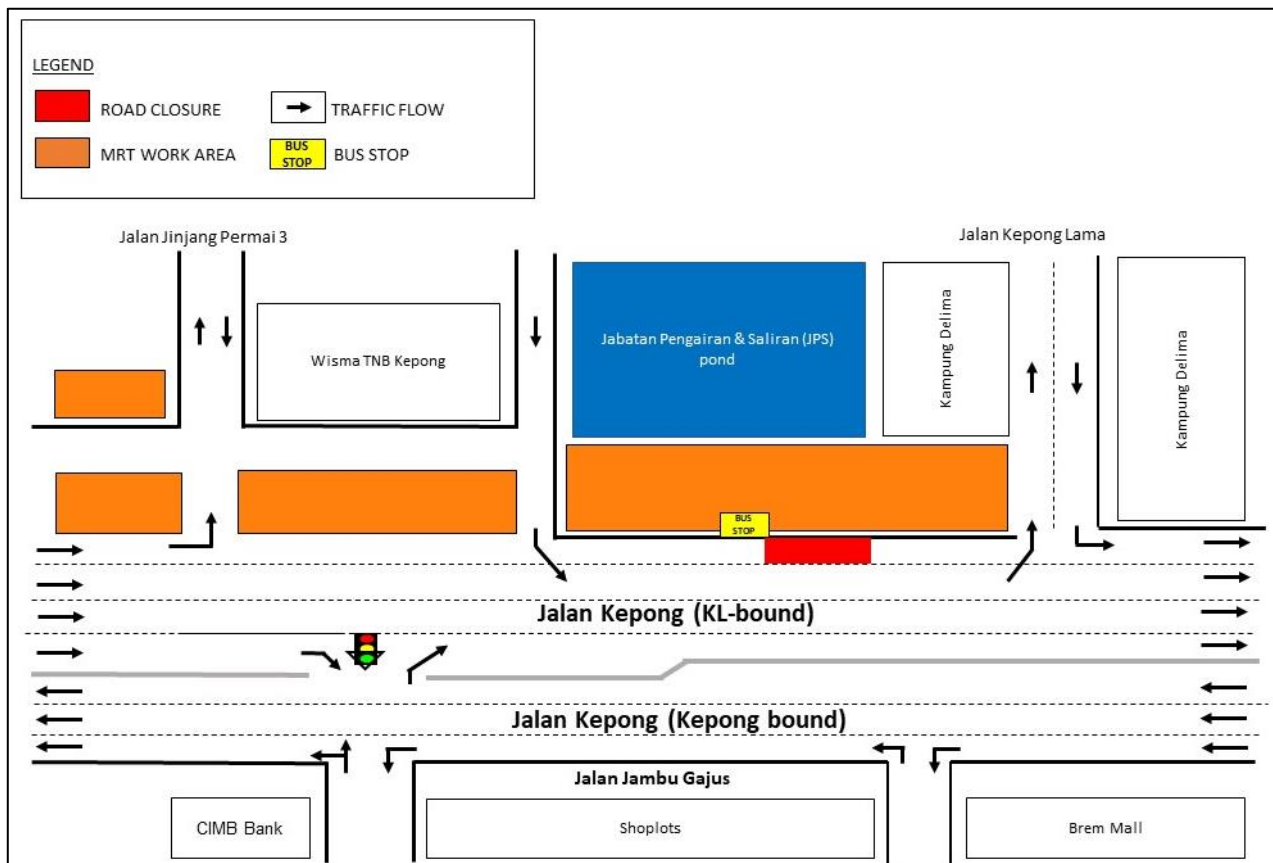 LEGEND
ROAD CLOSURE
TRAFFIC FLOW
MRT WORK AREA
BUS
STOP
BUS STOP
Jalan Jinjang Permai 3
Jalan Kepong Lama
Wisma TNB Kepong
Jabatan Pengairan & Saliran (JPS)
pond
Kampung Delima
Kampung Delima
BUS
STOP
Jalan Kepong (KL-bound)
Jalan Kepong (Kepong bound)
Jalan Jambu Gajus
CIMB Bank
Shoplots
Brem Mall